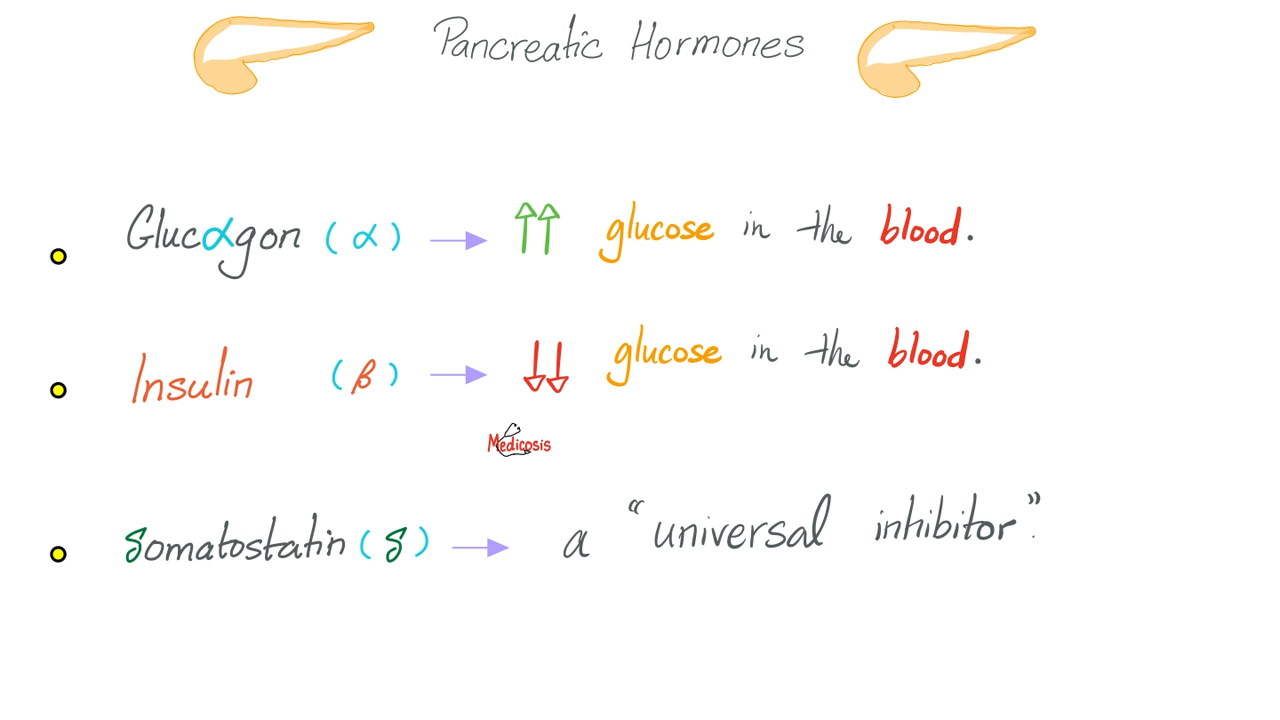 Pancreatic Hormones
Glucαgon (α) → ↑↑ glucose in the blood.
Insulin (β) → ↓↓ glucose in the blood.
Medicosis
Somatostatin (δ) → a “universal inhibitor”.